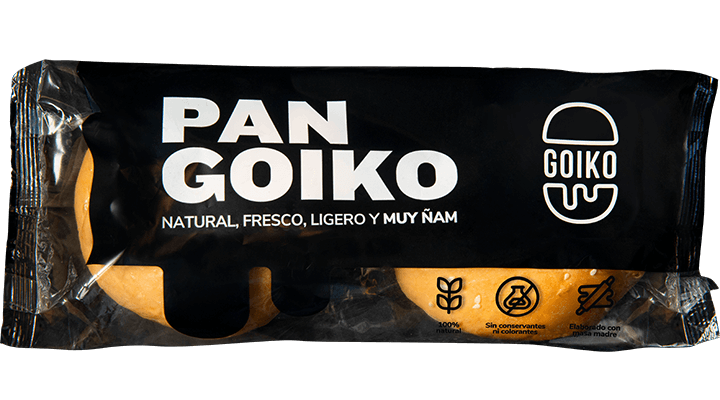 PAN
GOIKO
NATURAL, FRESCO, LIGERO Y MUY ÑAM
GOIKO
100%
natural
Sin conservantes
ni colorantes
Elaborado con
masa madre